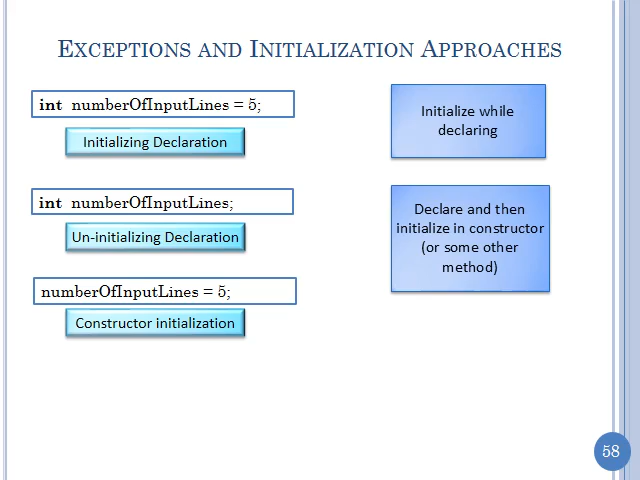 EXCEPTIONS AND INITIALIZATION APPROACHES
int numberOfInputLines = 5;
Initializing Declaration
Initialize while
declaring
int numberOfInputLines;
Un-initializing Declaration
Declare and then
initialize in constructor
(or some other
method)
numberOfInputLines = 5;
Constructor initialization
58